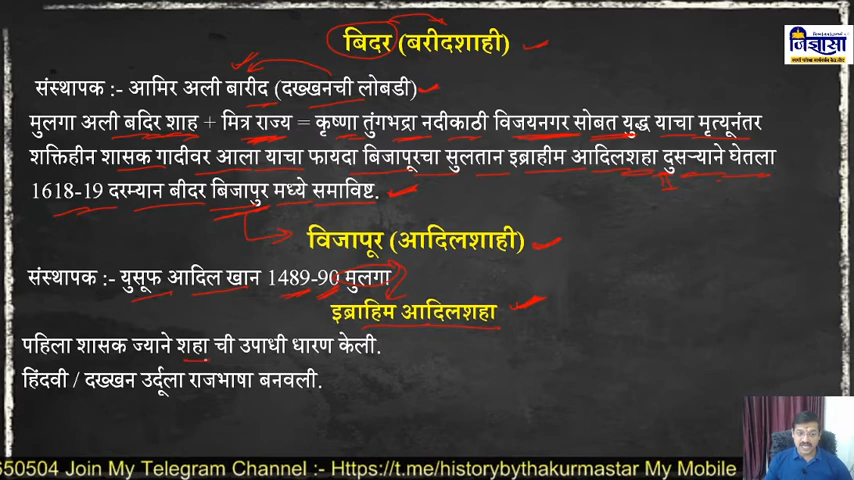 बिदर (बरीदशाही)
जिज्ञासा
संस्थापक :- आमिर अली बारीद (दख्खनची लोबडी)
मुलगा अली बदिर शाह + मित्र राज्य = कृष्णा तुंगभद्रा नदीकाठी विजयनगर सोबत युद्ध याचा मृत्यूनंतर
शक्तिहीन शासक गादीवर आला याचा फायदा बिजापूरचा सुलतान इब्राहीम आदिलशहा दुसऱ्याने घेतला
II
1618-19 दरम्यान बीदर बिजापुर मध्ये समाविष्ट.
विजापूर (आदिलशाही)
संस्थापक :- युसूफ आदिल खान 1489-90 मुलगा
इब्राहिम आदिलशहा
पहिला शासक ज्याने शहा ची उपाधी धारण केली.
हिंदवी / दख्खन उर्दूला राजभाषा बनवली.
650504 Join My Telegram Channel :- Https://t.me/historybythakurmastar My Mobile